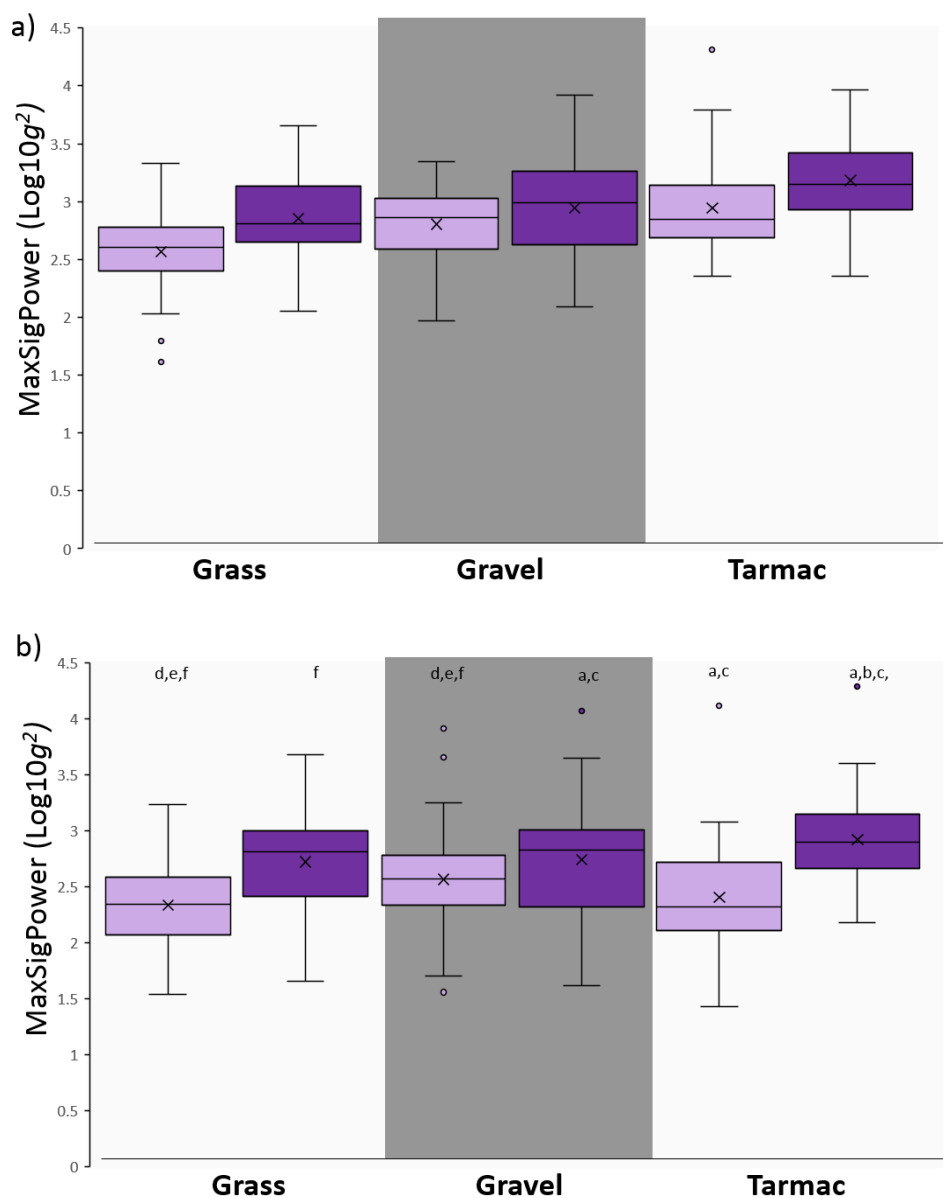 a)
MaxSigPower (Log10g²)
4.5
4
3.5
3
2.5
2
1.5
1
0.5
0
Grass Gravel Tarmac
b)
MaxSigPower (Log10g²)
4.5
4
3.5
3
2.5
2
1.5
1
0.5
0
d,e,f f d,e,f a,c a,c a,b,c,
Grass Gravel Tarmac